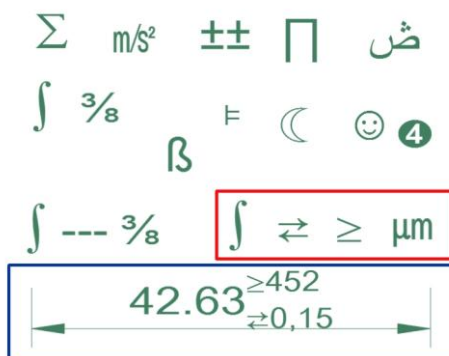 ∑ m/s² ±± ∏ ض
∫ ⅜ ß ⊧ ☾ ☺ ❹
∫ --- ⅜ ∫ ⇄ ≥ µm
42.63 ≥452
⇄0,15